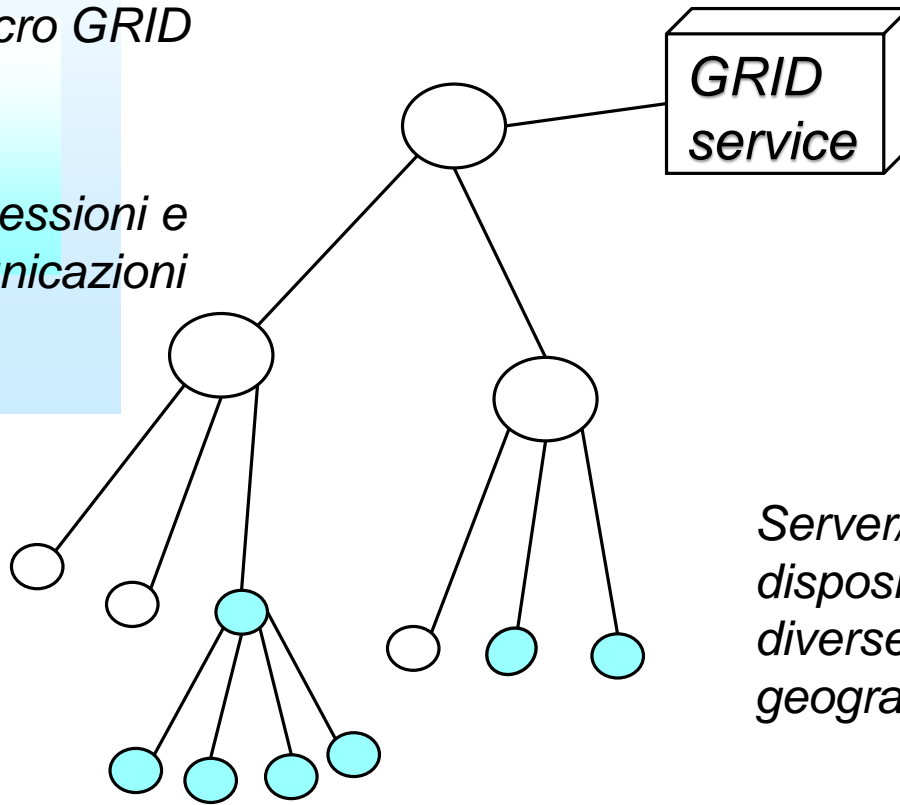 cro GRID
GRID
service
essioni e
nicazioni
Server/
disposi
diverse
geogra